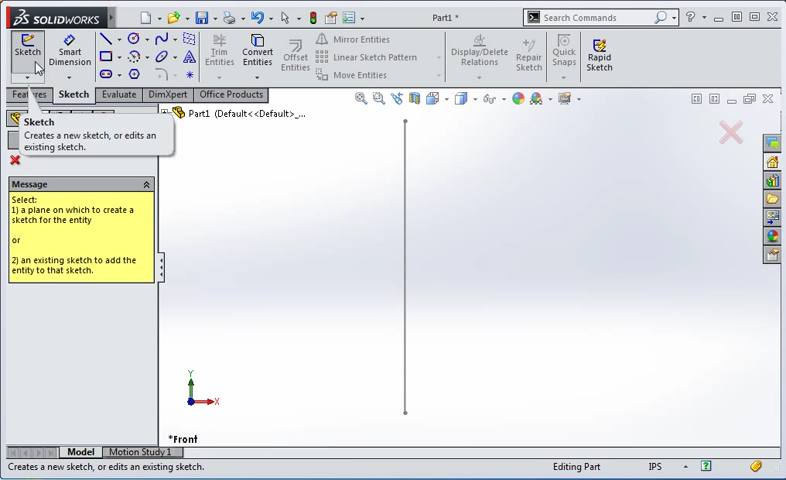 SOLIDWORKS
Part1 *
Search Commands
Sketch
Smart
Dimension
Trim
Entities
Convert
Entities
Offset
Entities
Mirror Entities
Linear Sketch Pattern
Move Entities
Display/Delete
Relations
Repair
Sketch
Quick
Snaps
Rapid
Sketch
Features
Sketch
Evaluate
DimXpert
Office Products
Part1 (Default<<Default>_...
Sketch
Creates a new sketch, or edits an
existing sketch.
Message
Select:
1) a plane on which to create a
sketch for the entity
or
2) an existing sketch to add the
entity to that sketch.
Y
X
*Front
Model
Motion Study 1
Creates a new sketch, or edits an existing sketch.
Editing Part
IPS